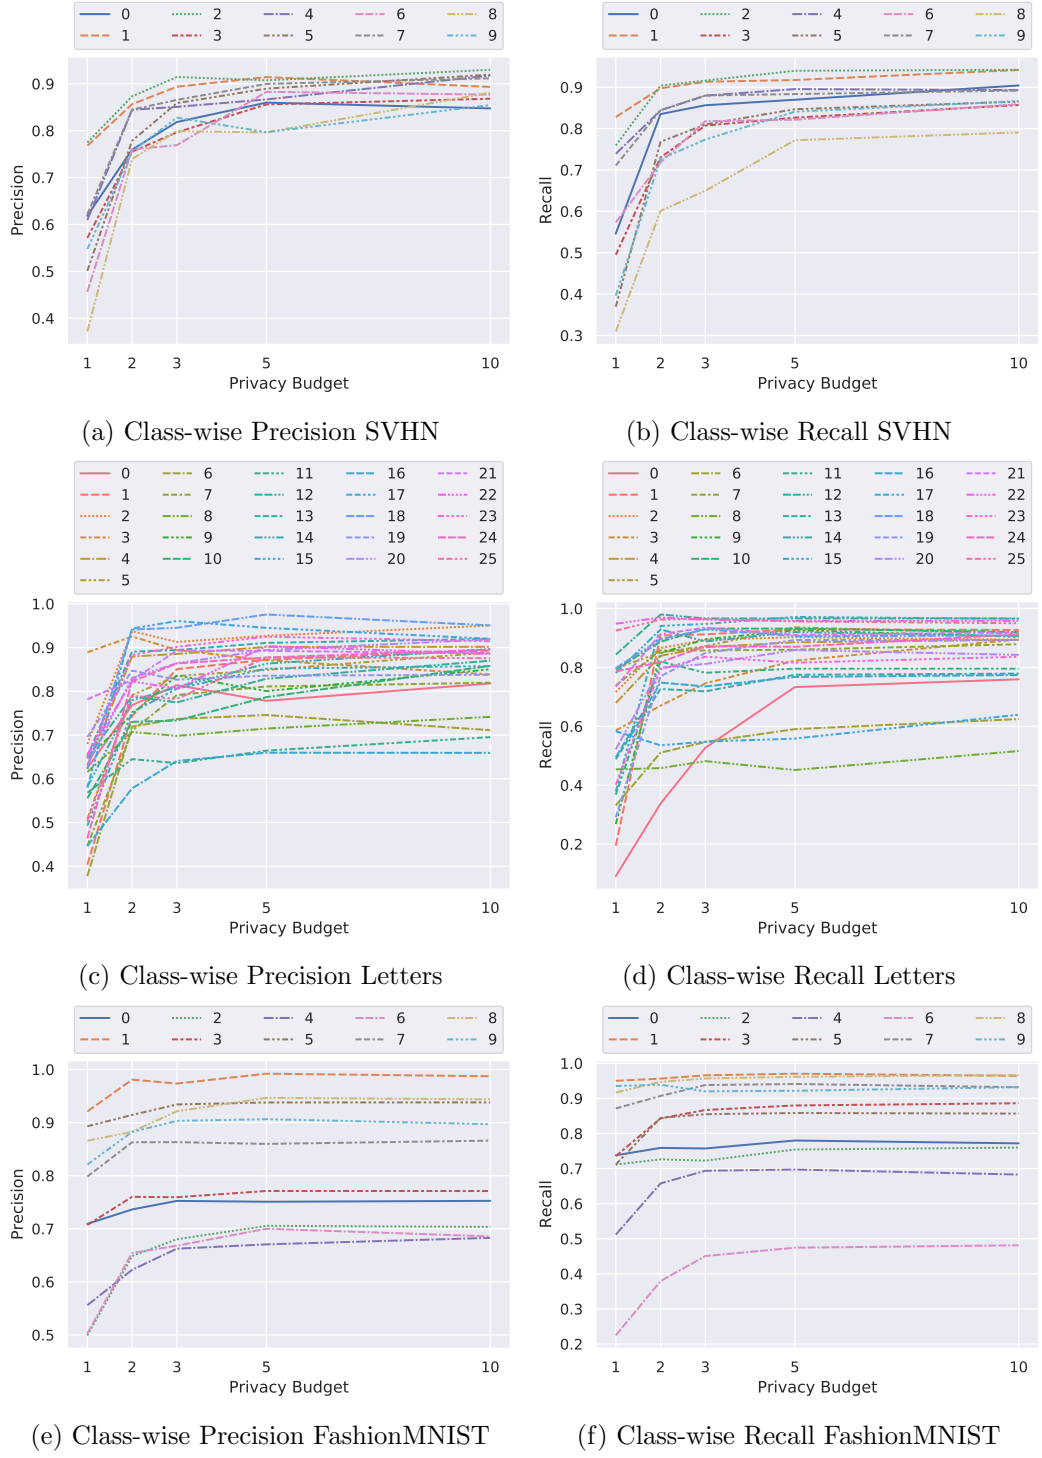 0 2 4 6 8
1 3 5 7 9
0 2 4 6 8
1 3 5 7 9
0.9
0.8
0.7
0.6
0.5
0.4
Precision
1 2 3 5 10
Privacy Budget
0.9
0.8
0.7
0.6
0.5
0.4
0.3
Recall
1 2 3 5 10
Privacy Budget
(a) Class-wise Precision SVHN
(b) Class-wise Recall SVHN
0 6 11 16 21
1 7 12 17 22
2 8 13 18 23
3 9 14 19 24
4 10 15 20 25
5
0 6 11 16 21
1 7 12 17 22
2 8 13 18 23
3 9 14 19 24
4 10 15 20 25
5
1.0
0.9
0.8
0.7
0.6
0.5
0.4
Precision
1 2 3 5 10
Privacy Budget
1.0
0.8
0.6
0.4
0.2
Recall
1 2 3 5 10
Privacy Budget
(c) Class-wise Precision Letters
(d) Class-wise Recall Letters
0 2 4 6 8
1 3 5 7 9
0 2 4 6 8
1 3 5 7 9
1.0
0.9
0.8
0.7
0.6
0.5
Precision
1 2 3 5 10
Privacy Budget
1.0
0.9
0.8
0.7
0.6
0.5
0.4
0.3
0.2
Recall
1 2 3 5 10
Privacy Budget
(e) Class-wise Precision FashionMNIST
(f) Class-wise Recall FashionMNIST